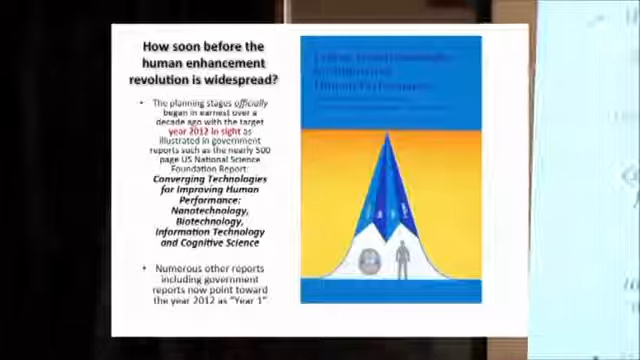 How soon before the
human enhancement
revolution is widespread?
• The planning stages officially
began in earnest over a
decade ago with the target
year 2012 in sight as
illustrated in government
reports such as the nearly 500
page US National Science
Foundation Report:
Converging Technologies
for Improving Human
Performance:
Nanotechnology,
Biotechnology,
Information Technology
and Cognitive Science
• Numerous other reports
including government
reports now point toward
the year 2012 as "Year 1"
Human Performance